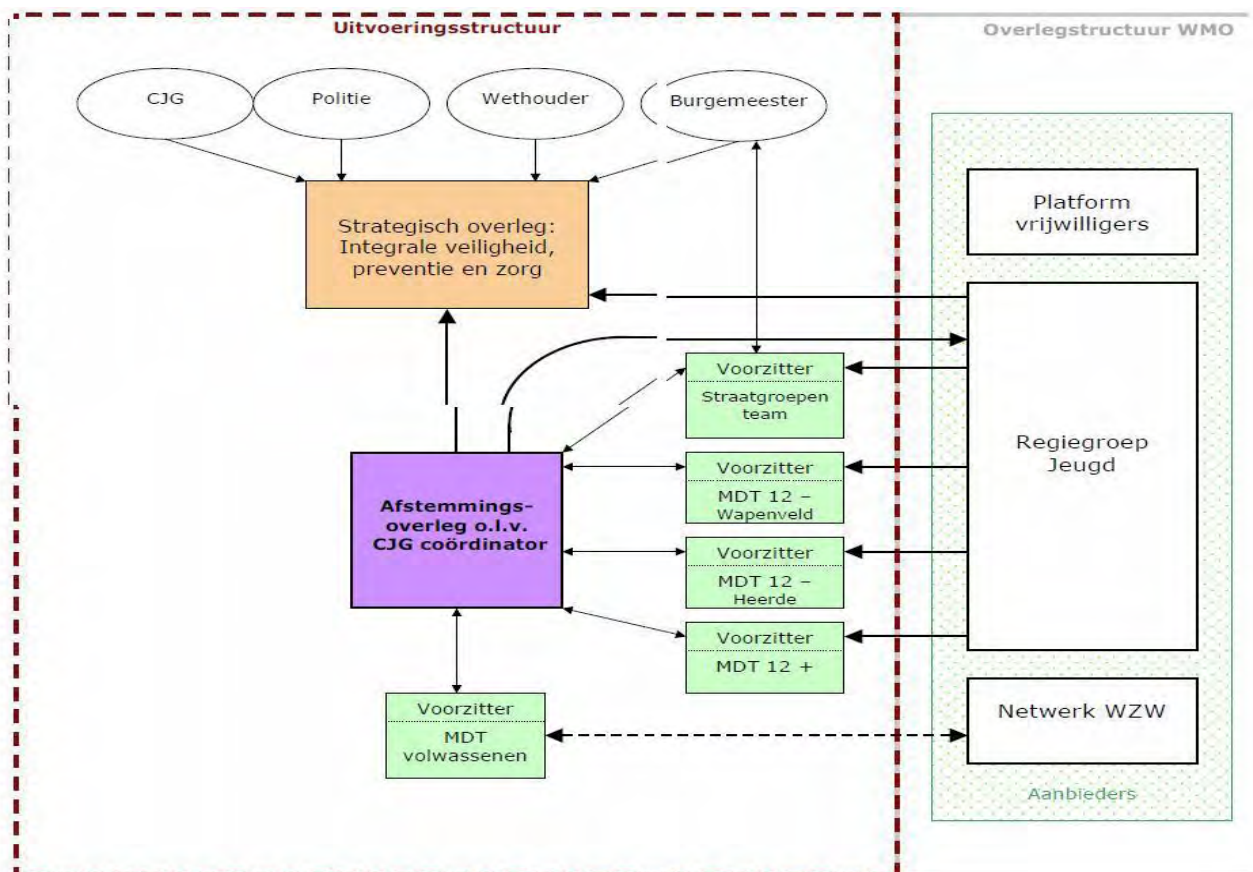 Uitvoeringsstructuur
Overlegstructuur WMO
CJG
Politie
Wethouder
Burgemeester
Strategisch overleg:
Integrale veiligheid,
preventie en zorg
Platform
vrijwilligers
Voorzitter
Straatgroepen
team
Regiegroep
Jeugd
Afstemmings-
overleg o.l.v.
CJG coördinator
Voorzitter
MDT 12 –
Wapenveld
Voorzitter
MDT 12 –
Heerde
Voorzitter
MDT 12 +
Voorzitter
MDT
volwassenen
Netwerk WZW
Aanbieders